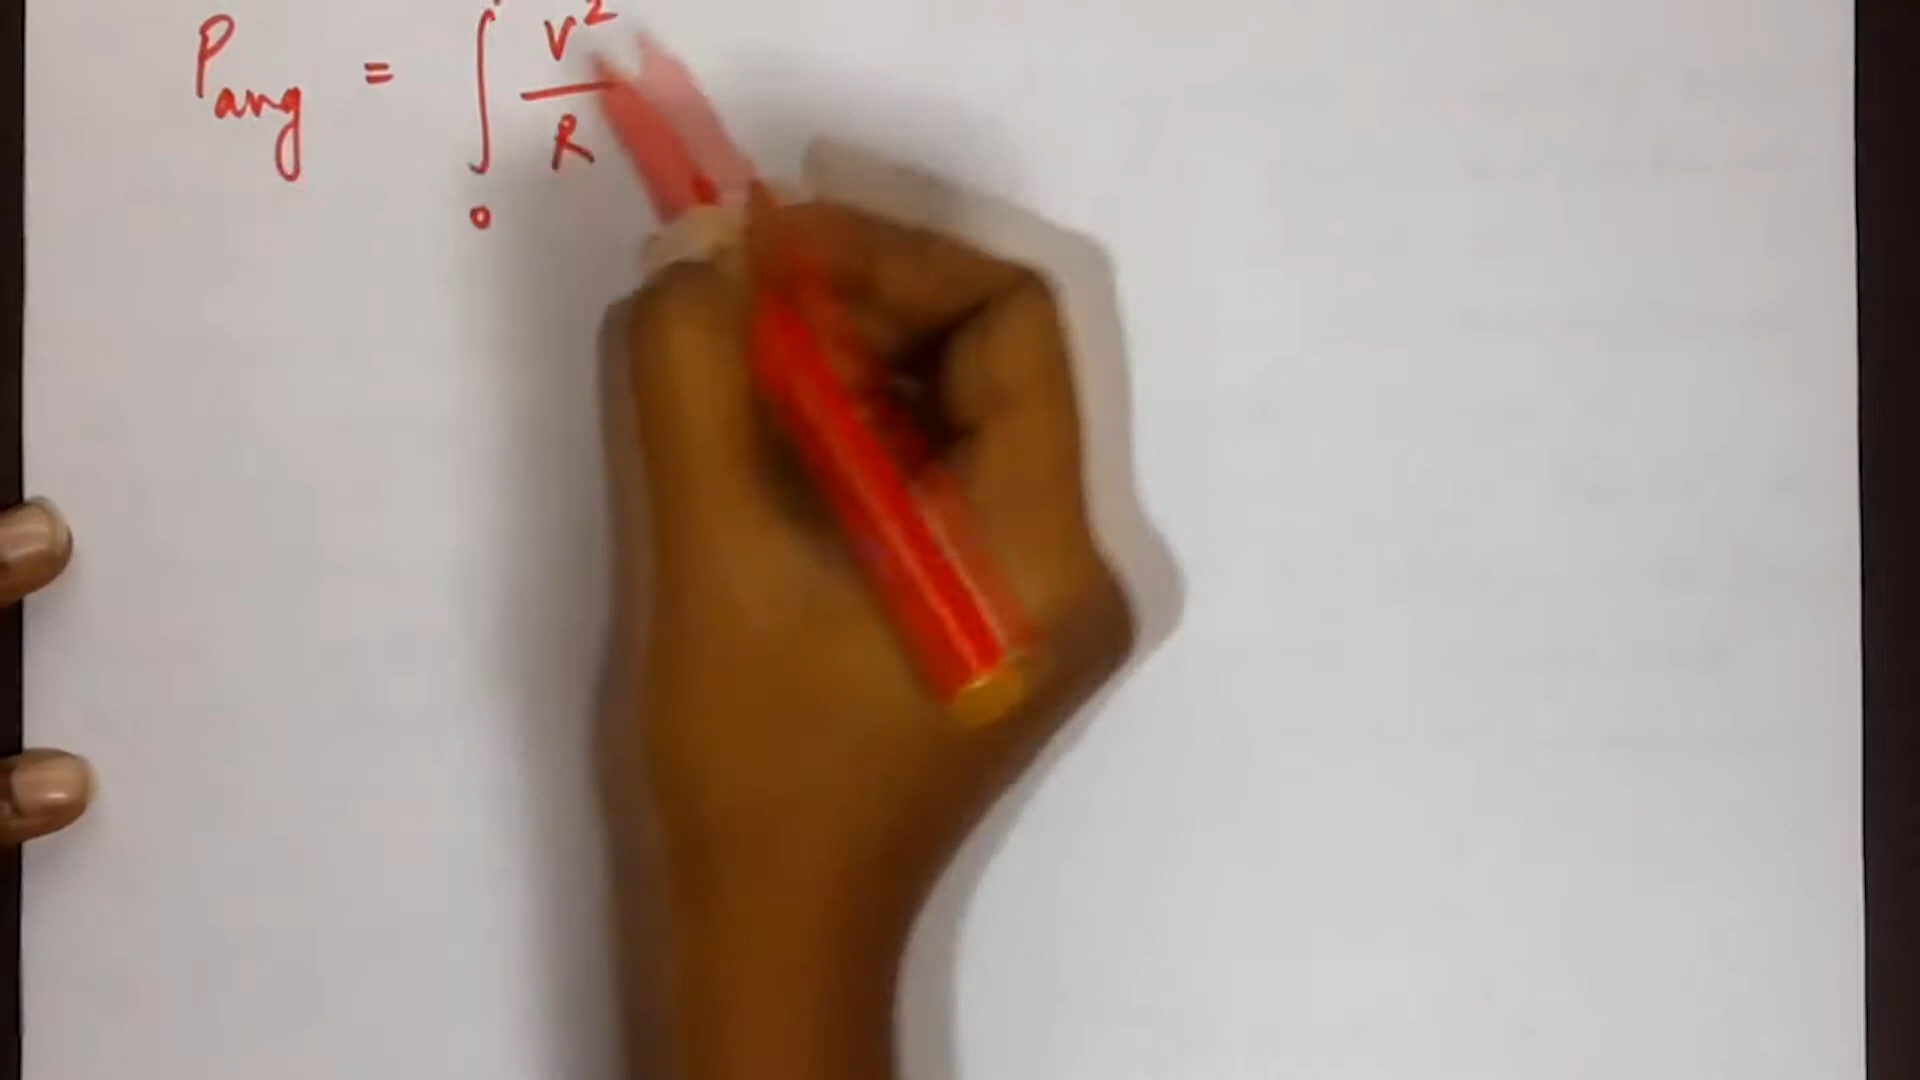 Pavg = ∫₀ v² / R